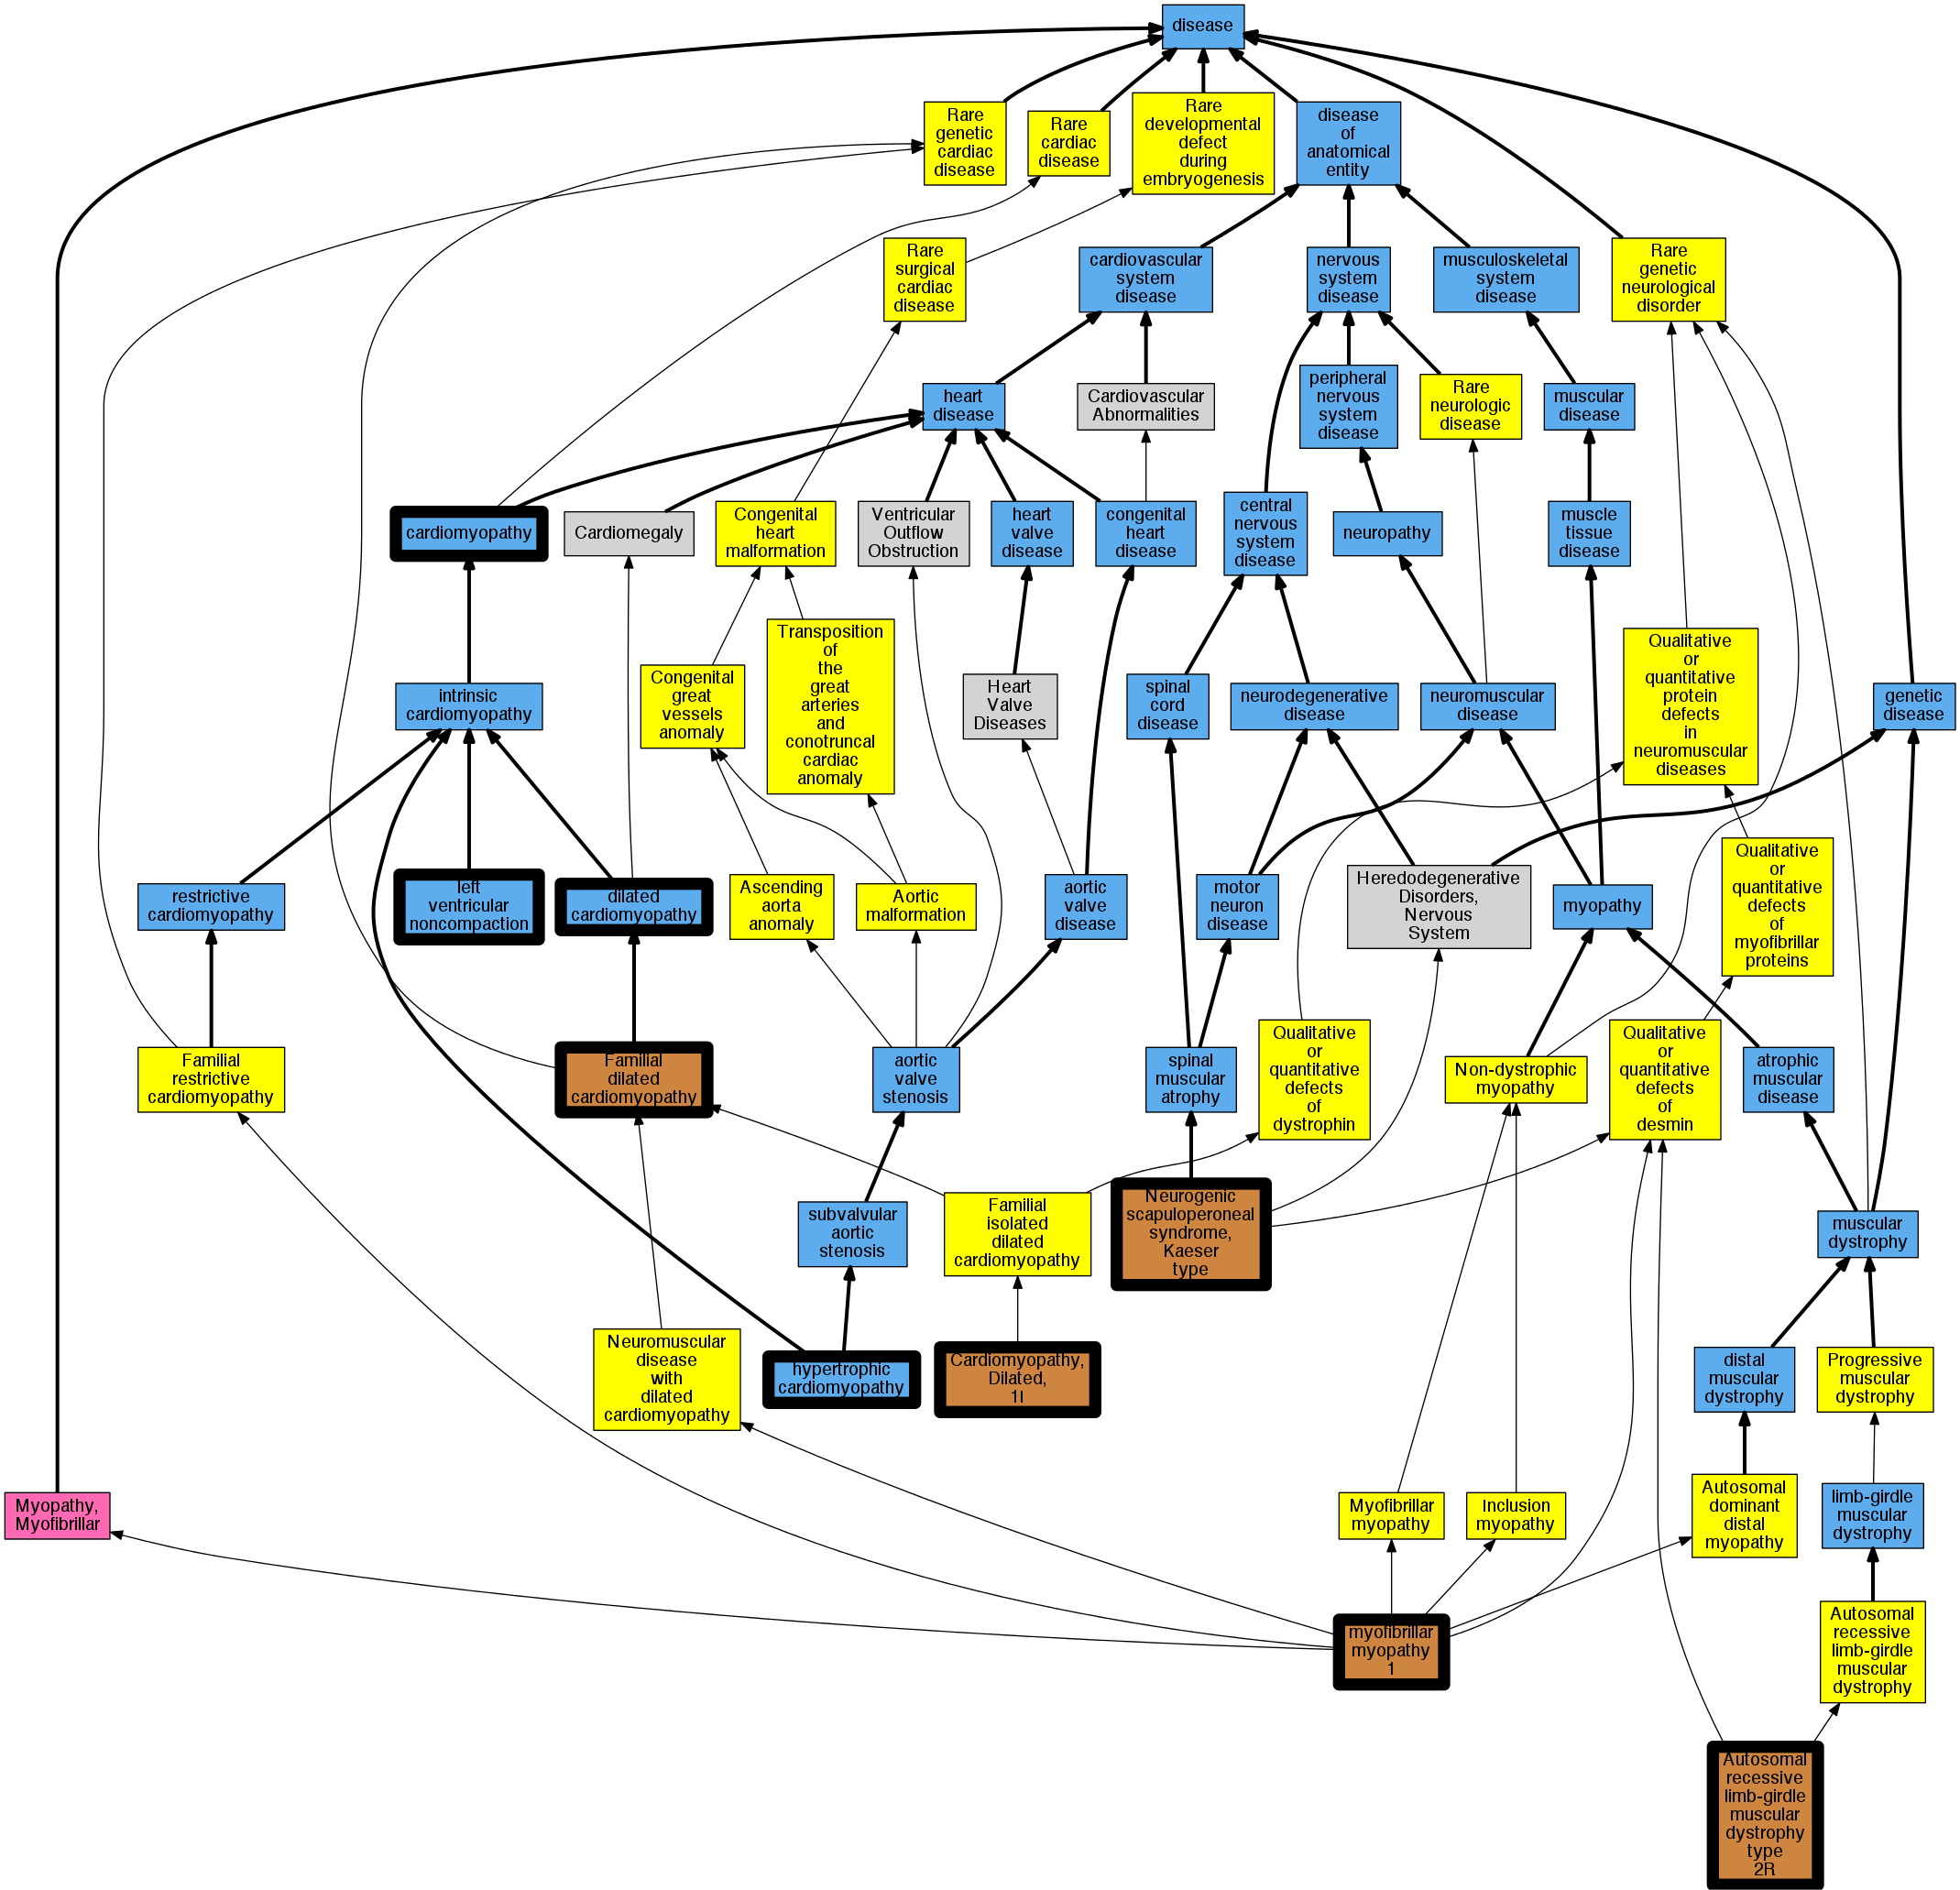 disease
Rare
genetic
cardiac
disease
Rare
cardiac
disease
Rare
developmental
defect
during
embryogenesis
disease
of
anatomical
entity
Rare
surgical
cardiac
disease
cardiovascular
system
disease
nervous
system
disease
musculoskeletal
system
disease
Rare
genetic
neurological
disorder
heart
disease
Cardiovascular
Abnormalities
peripheral
nervous
system
disease
Rare
neurologic
disease
muscular
disease
cardiomyopathy
Cardiomegaly
Congenital
heart
malformation
Ventricular
Outflow
Obstruction
heart
valve
disease
congenital
heart
disease
central
nervous
system
disease
neuropathy
muscle
tissue
disease
intrinsic
cardiomyopathy
Congenital
great
vessels
anomaly
Transposition
of
the
great
arteries
and
conotruncal
cardiac
anomaly
Heart
Valve
Diseases
spinal
cord
disease
neurodegenerative
disease
neuromuscular
disease
Qualitative
or
quantitative
protein
defects
in
neuromuscular
diseases
genetic
disease
restrictive
cardiomyopathy
left
ventricular
noncompaction
dilated
cardiomyopathy
Ascending
aorta
anomaly
Aortic
malformation
aortic
valve
disease
motor
neuron
disease
Heredodegenerative
Disorders,
Nervous
System
myopathy
Qualitative
or
quantitative
defects
of
myofibrillar
proteins
Familial
restrictive
cardiomyopathy
Familial
dilated
cardiomyopathy
aortic
valve
stenosis
spinal
muscular
atrophy
Qualitative
or
quantitative
defects
of
dystrophin
Non-dystrophic
myopathy
Qualitative
or
quantitative
defects
of
desmin
atrophic
muscular
disease
subvalvular
aortic
stenosis
Familial
isolated
dilated
cardiomyopathy
Neurogenic
scapuloperoneal
syndrome,
Kaeser
type
muscular
dystrophy
Neuromuscular
disease
with
dilated
cardiomyopathy
hypertrophic
cardiomyopathy
Cardiomyopathy,
Dilated,
1I
distal
muscular
dystrophy
Progressive
muscular
dystrophy
Myopathy,
Myofibrillar
Myofibrillar
myopathy
Inclusion
myopathy
Autosomal
dominant
distal
myopathy
limb-girdle
muscular
dystrophy
myofibrillar
myopathy
1
Autosomal
recessive
limb-girdle
muscular
dystrophy
Autosomal
recessive
limb-girdle
muscular
dystrophy
type
2R